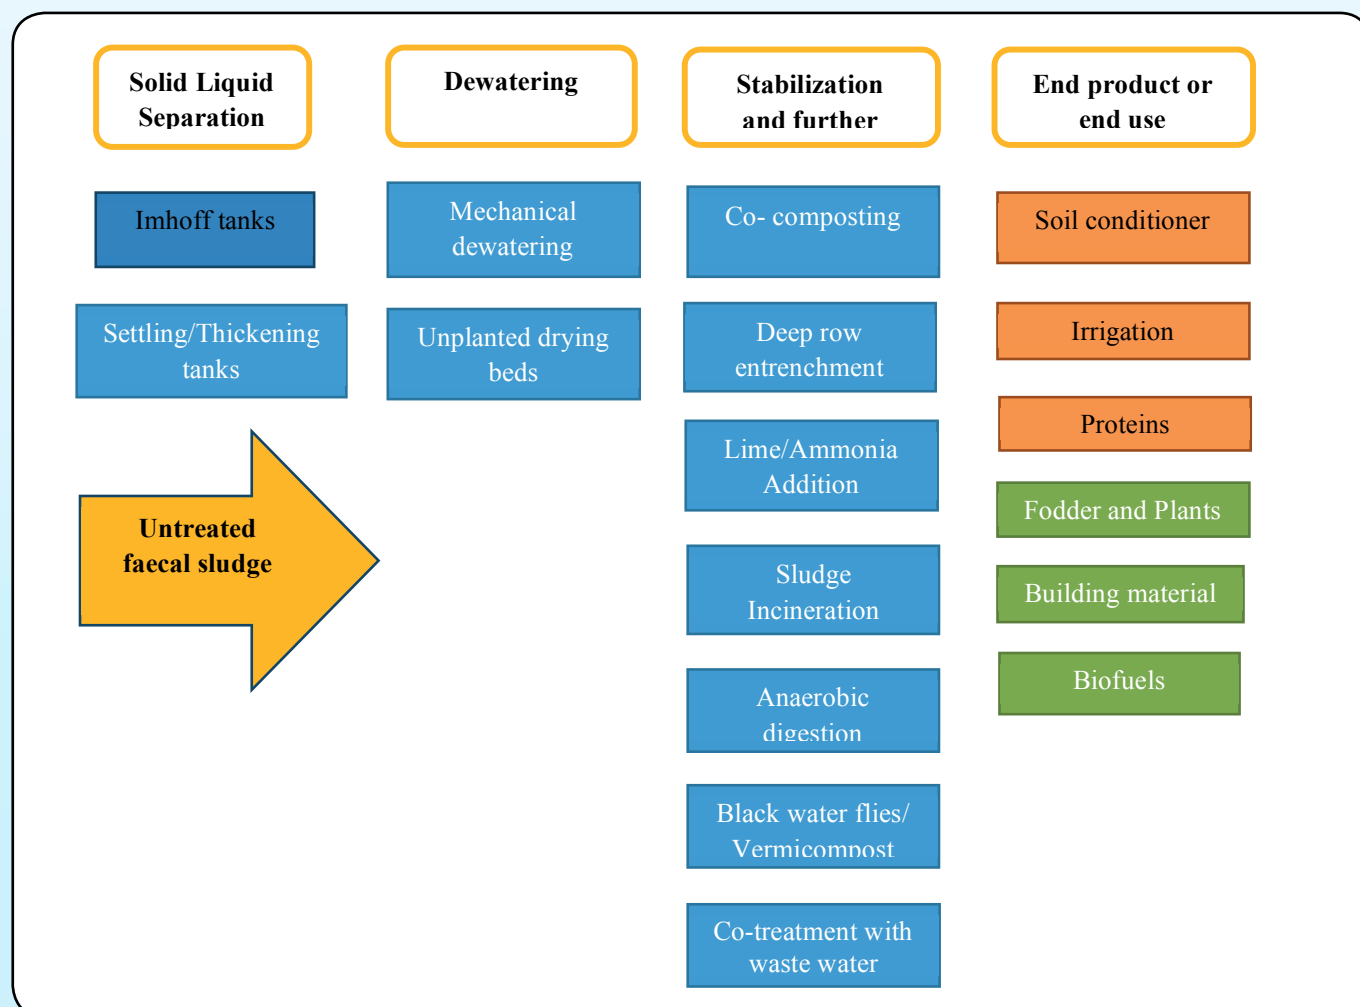 Solid Liquid
Separation
Dewatering
Stabilization
and further
End product or
end use
Imhoff tanks
Settling/Thickening
tanks
Untreated
faecal sludge
Mechanical
dewatering
Unplanted drying
beds
Co- composting
Deep row
entrenchment
Lime/Ammonia
Addition
Sludge
Incineration
Anaerobic
digestion
Black water flies/
Vermicompost
Co-treatment with
waste water
Soil conditioner
Irrigation
Proteins
Fodder and Plants
Building material
Biofuels